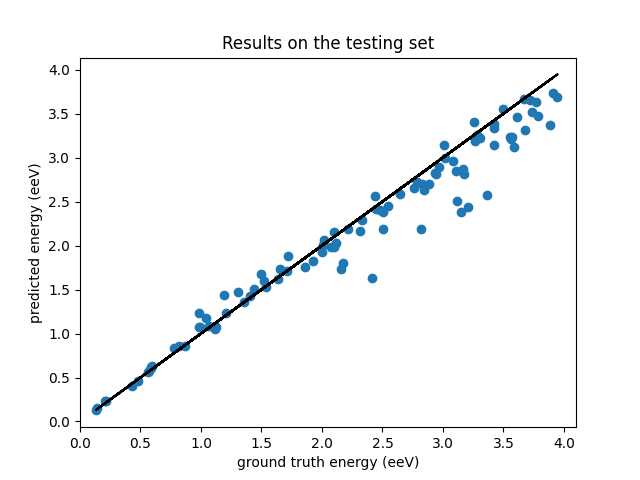 Results on the testing set
predicted energy (eeV)
4.0
3.5
3.0
2.5
2.0
1.5
1.0
0.5
0.0
0.0 0.5 1.0 1.5 2.0 2.5 3.0 3.5 4.0
ground truth energy (eeV)